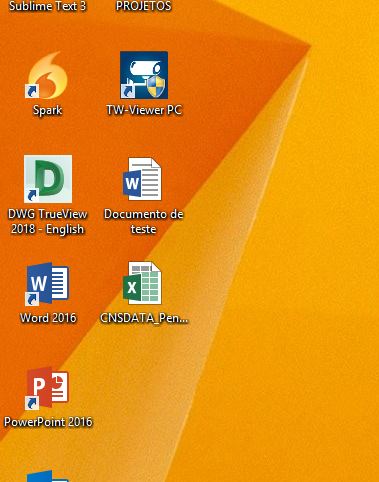 Sublime Text 3
PROJETOS
Spark
TW-Viewer PC
DWG TrueView
2018 - English
Documento de
teste
Word 2016
CNSDATA_Pen...
PowerPoint 2016